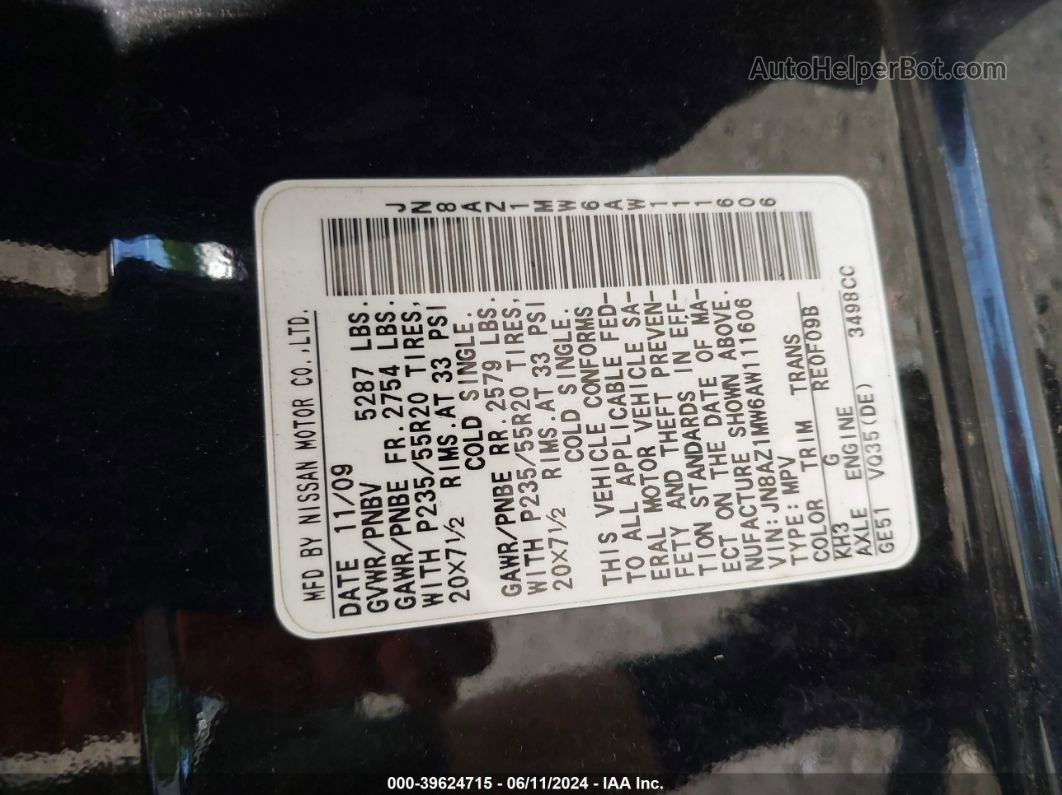 AutoHelperBot.com
MFD BY NISSAN MOTOR CO.,LTD.
DATE 11/09
GVWR/PNBV 5287 LBS.
GAWR/PNBE FR. 2754 LBS.
WITH P235/55R20 TIRES,
20X7½ RIMS.AT 33 PSI
COLD SINGLE.
GAWR/PNBE RR. 2579 LBS.
WITH P235/55R20 TIRES,
20X7½ RIMS.AT 33 PSI
COLD SINGLE.
THIS VEHICLE CONFORMS
TO ALL APPLICABLE FED-
ERAL MOTOR VEHICLE SA-
FETY AND THEFT PREVEN-
TION STANDARDS IN EFF-
ECT ON THE DATE OF MA-
NUFACTURE SHOWN ABOVE.
VIN:JN8AZ1MW6AW111606
TYPE: MPV
COLOR TRIM TRANS
KH3 G RE0F09B
AXLE ENGINE
GE51 VQ35(DE) 3498CC
JN8AZ1MW6AW111606
000-39624715 - 06/11/2024 - IAA Inc.